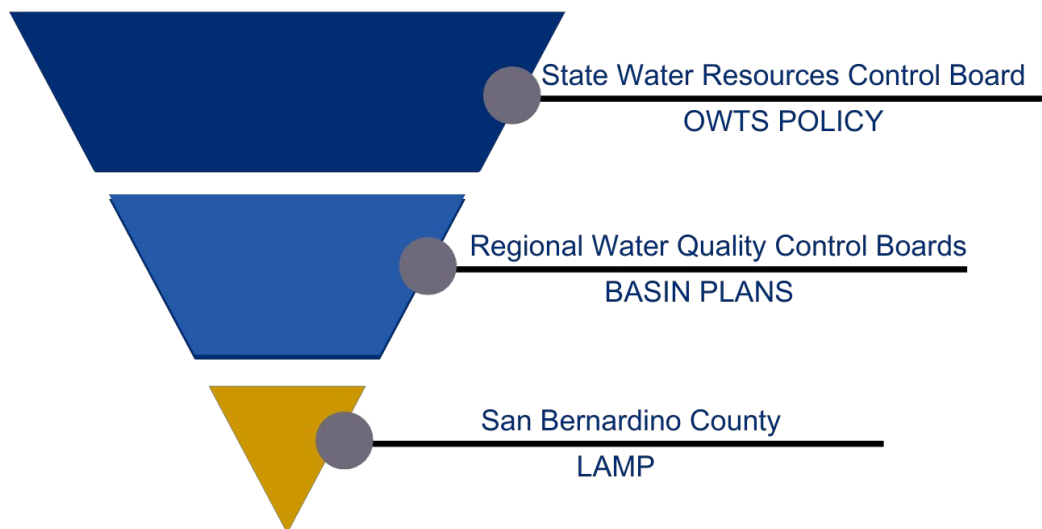 State Water Resources Control Board
OWTS POLICY
Regional Water Quality Control Boards
BASIN PLANS
San Bernardino County
LAMP